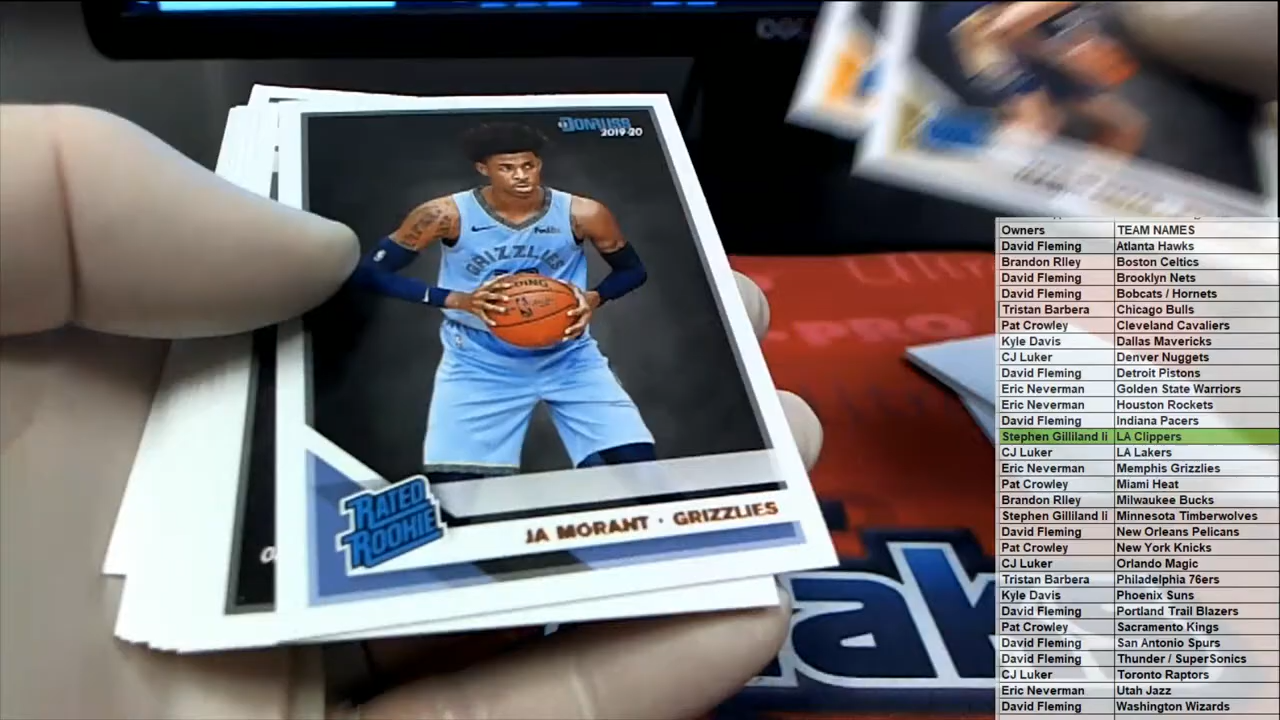 DONRUSS
2019-20
FedEx
GRIZZLIES
RATED
ROOKIE
JA MORANT · GRIZZLIES
Owners TEAM NAMES
David Fleming Atlanta Hawks
Brandon RIley Boston Celtics
David Fleming Brooklyn Nets
David Fleming Bobcats / Hornets
Tristan Barbera Chicago Bulls
Pat Crowley Cleveland Cavaliers
Kyle Davis Dallas Mavericks
CJ Luker Denver Nuggets
David Fleming Detroit Pistons
Eric Neverman Golden State Warriors
Eric Neverman Houston Rockets
David Fleming Indiana Pacers
Stephen Gilliland Ii LA Clippers
CJ Luker LA Lakers
Eric Neverman Memphis Grizzlies
Pat Crowley Miami Heat
Brandon RIley Milwaukee Bucks
Stephen Gilliland Ii Minnesota Timberwolves
David Fleming New Orleans Pelicans
Pat Crowley New York Knicks
CJ Luker Orlando Magic
Tristan Barbera Philadelphia 76ers
Kyle Davis Phoenix Suns
David Fleming Portland Trail Blazers
Pat Crowley Sacramento Kings
David Fleming San Antonio Spurs
David Fleming Thunder / SuperSonics
CJ Luker Toronto Raptors
Eric Neverman Utah Jazz
David Fleming Washington Wizards